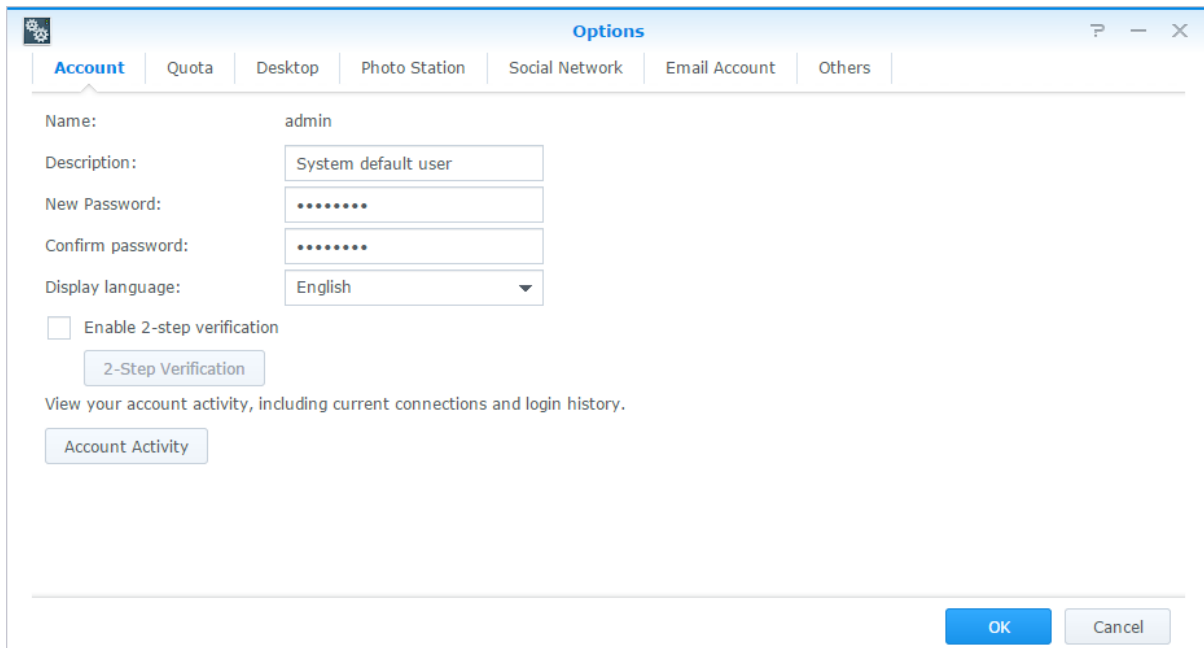 Options
Account Quota Desktop Photo Station Social Network Email Account Others
Name: admin
Description: System default user
New Password: ••••••••
Confirm password: ••••••••
Display language: English
Enable 2-step verification
2-Step Verification
View your account activity, including current connections and login history.
Account Activity
OK Cancel